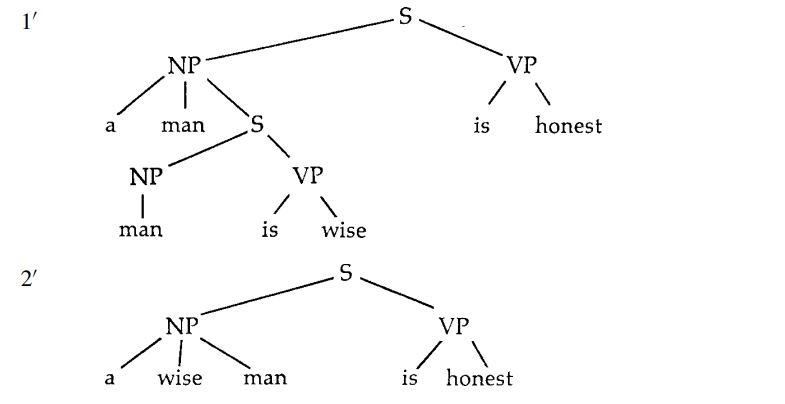 1′ S
NP VP
a man S is honest
NP VP
man is wise
2′ S
NP VP
a wise man is honest